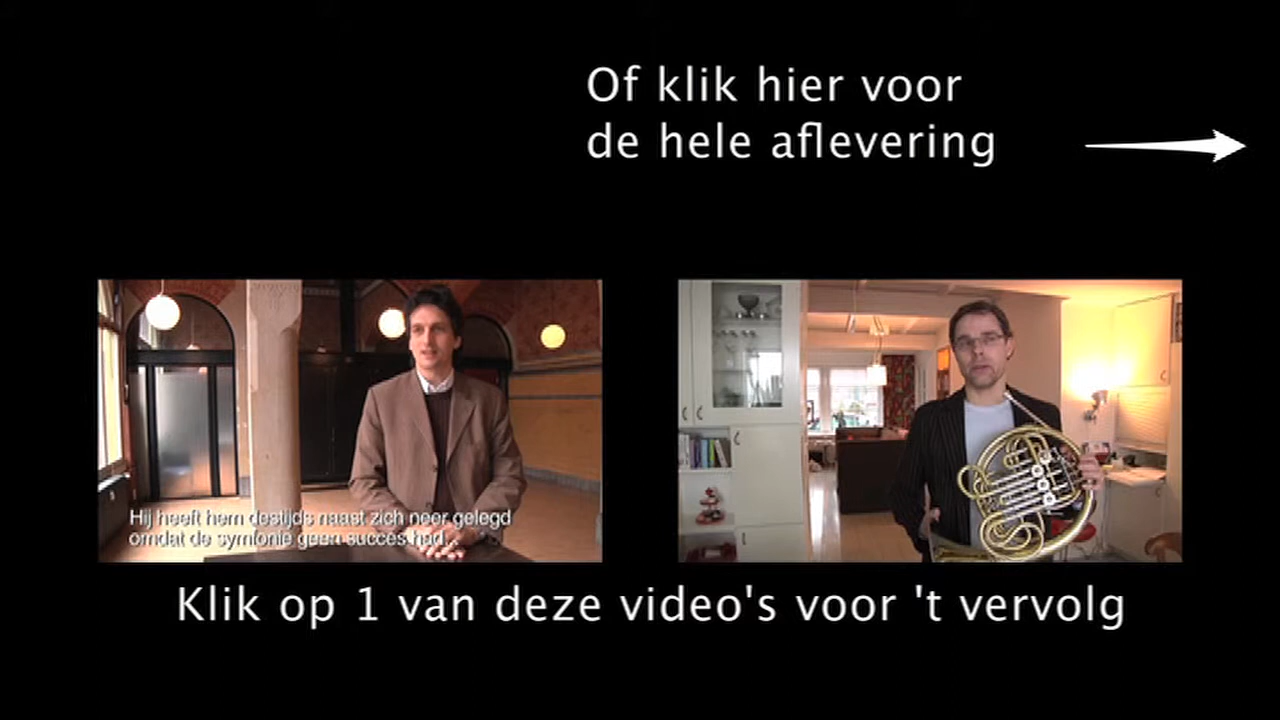 Of klik hier voor
de hele aflevering
Hij heeft hem destijds naast zich neer gelegd
omdat de symfonie geen succes had...
Klik op 1 van deze video's voor 't vervolg